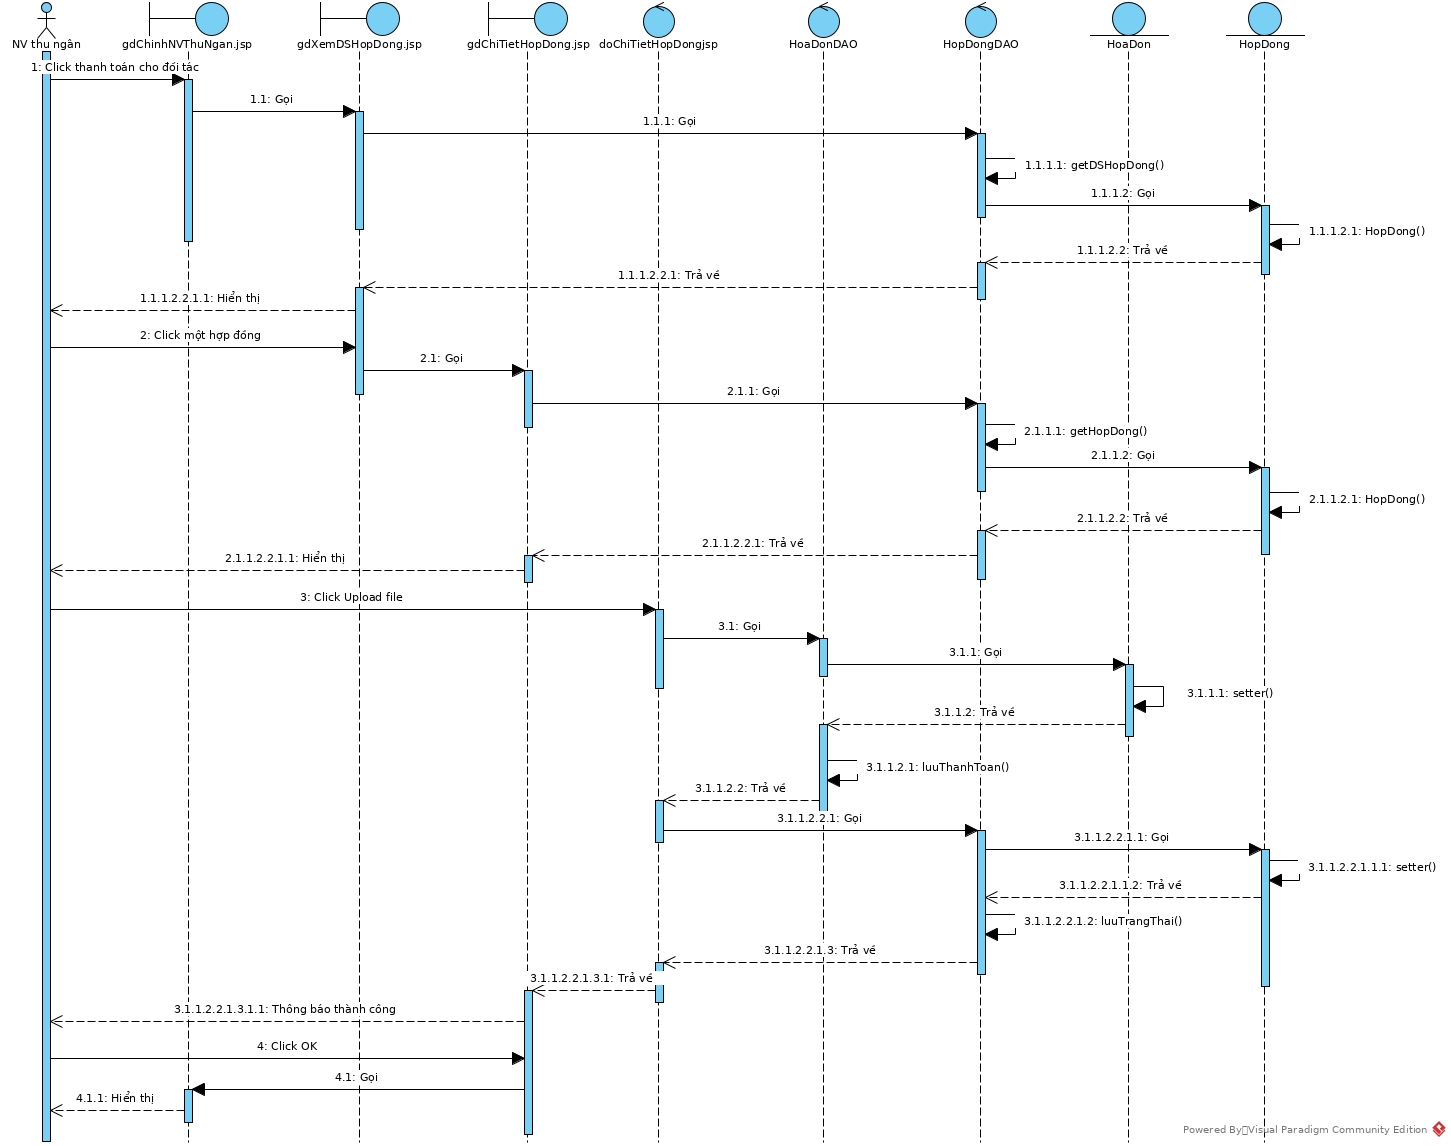 NV thu ngân
gdChinhNVThuNgan.jsp
gdXemDSHopDong.jsp
gdChiTietHopDong.jsp
doChiTietHopDongjsp
HoaDonDAO
HopDongDAO
HoaDon
HopDong
1: Click thanh toán cho đối tác
1.1: Gọi
1.1.1: Gọi
1.1.1.1: getDSHopDong()
1.1.1.2: Gọi
1.1.1.2.1: HopDong()
1.1.1.2.2: Trả về
1.1.1.2.2.1: Trả về
1.1.1.2.2.1.1: Hiển thị
2: Click một hợp đồng
2.1: Gọi
2.1.1: Gọi
2.1.1.1: getHopDong()
2.1.1.2: Gọi
2.1.1.2.1: HopDong()
2.1.1.2.2: Trả về
2.1.1.2.2.1: Trả về
2.1.1.2.2.1.1: Hiển thị
3: Click Upload file
3.1: Gọi
3.1.1: Gọi
3.1.1.1: setter()
3.1.1.2: Trả về
3.1.1.2.1: luuThanhToan()
3.1.1.2.2: Trả về
3.1.1.2.2.1: Gọi
3.1.1.2.2.1.1: Gọi
3.1.1.2.2.1.1.1: setter()
3.1.1.2.2.1.1.2: Trả về
3.1.1.2.2.1.2: luuTrangThai()
3.1.1.2.2.1.3: Trả về
3.1.1.2.2.1.3.1: Trả về
3.1.1.2.2.1.3.1.1: Thông báo thành công
4: Click OK
4.1: Gọi
4.1.1: Hiển thị
Powered By Visual Paradigm Community Edition